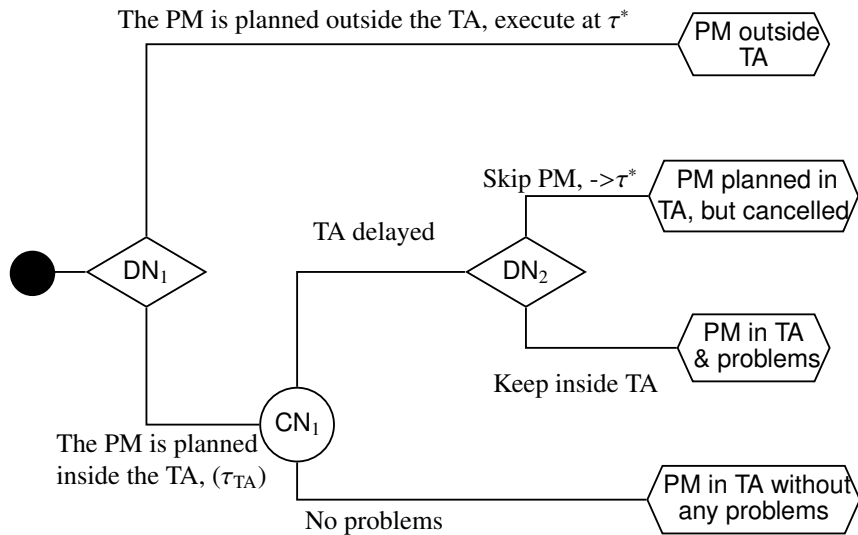 The PM is planned outside the TA, execute at τ*
PM outside
TA
Skip PM, ->τ*
PM planned in
TA, but cancelled
TA delayed
DN₁
DN₂
PM in TA
& problems
Keep inside TA
CN₁
The PM is planned
inside the TA, (τ_TA)
PM in TA without
any problems
No problems